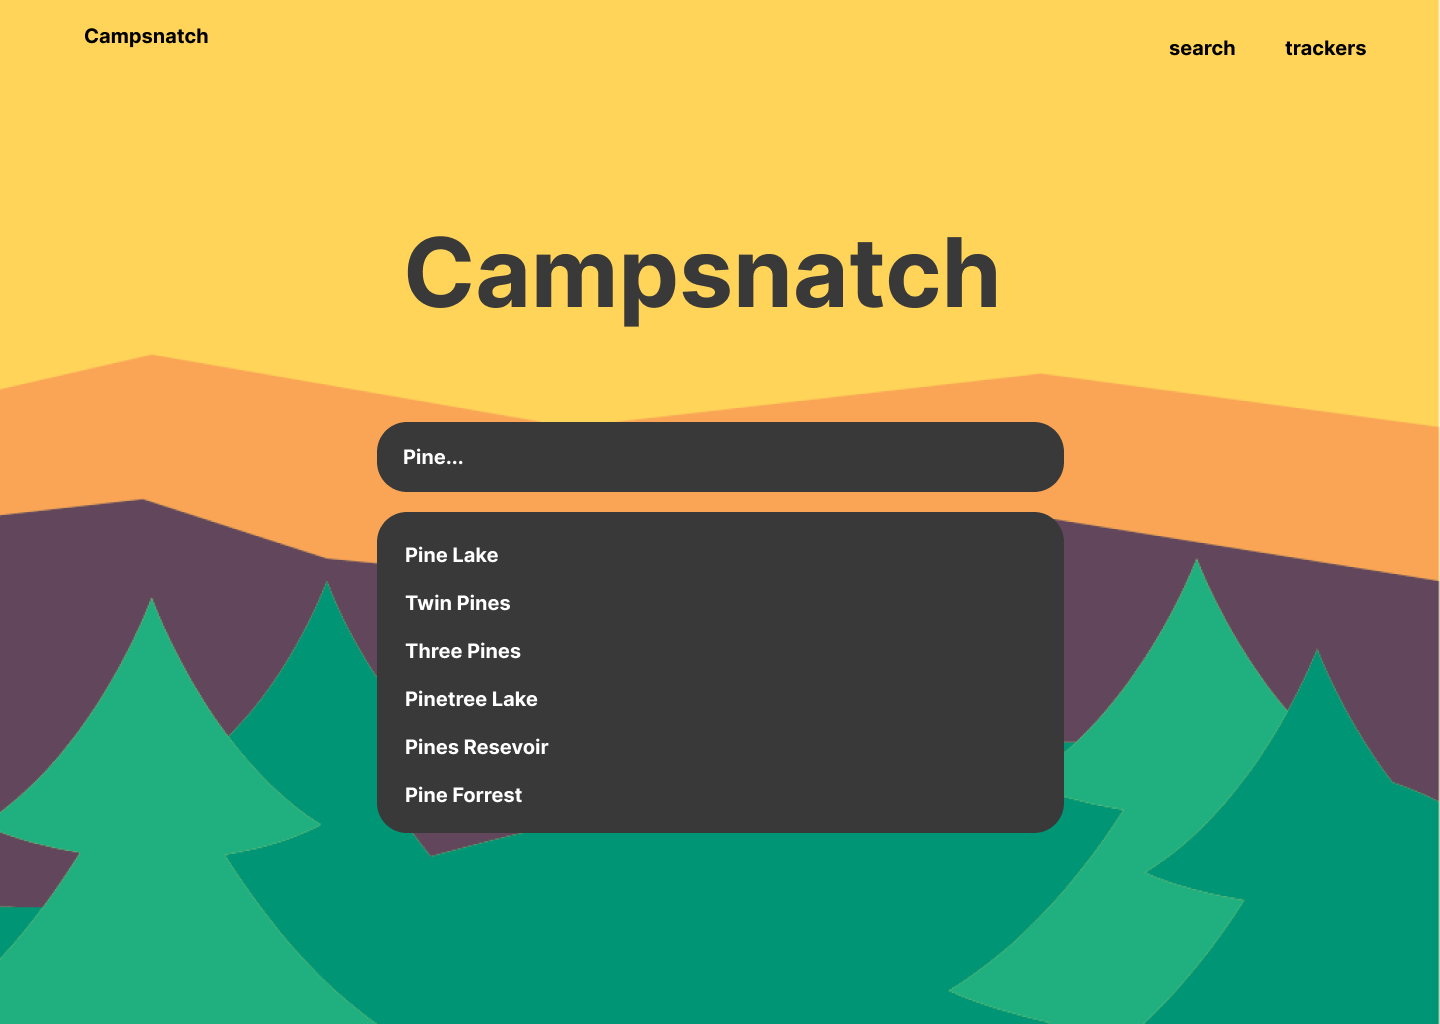 Campsnatch
search trackers
Campsnatch
Pine...
Pine Lake
Twin Pines
Three Pines
Pinetree Lake
Pines Resevoir
Pine Forrest